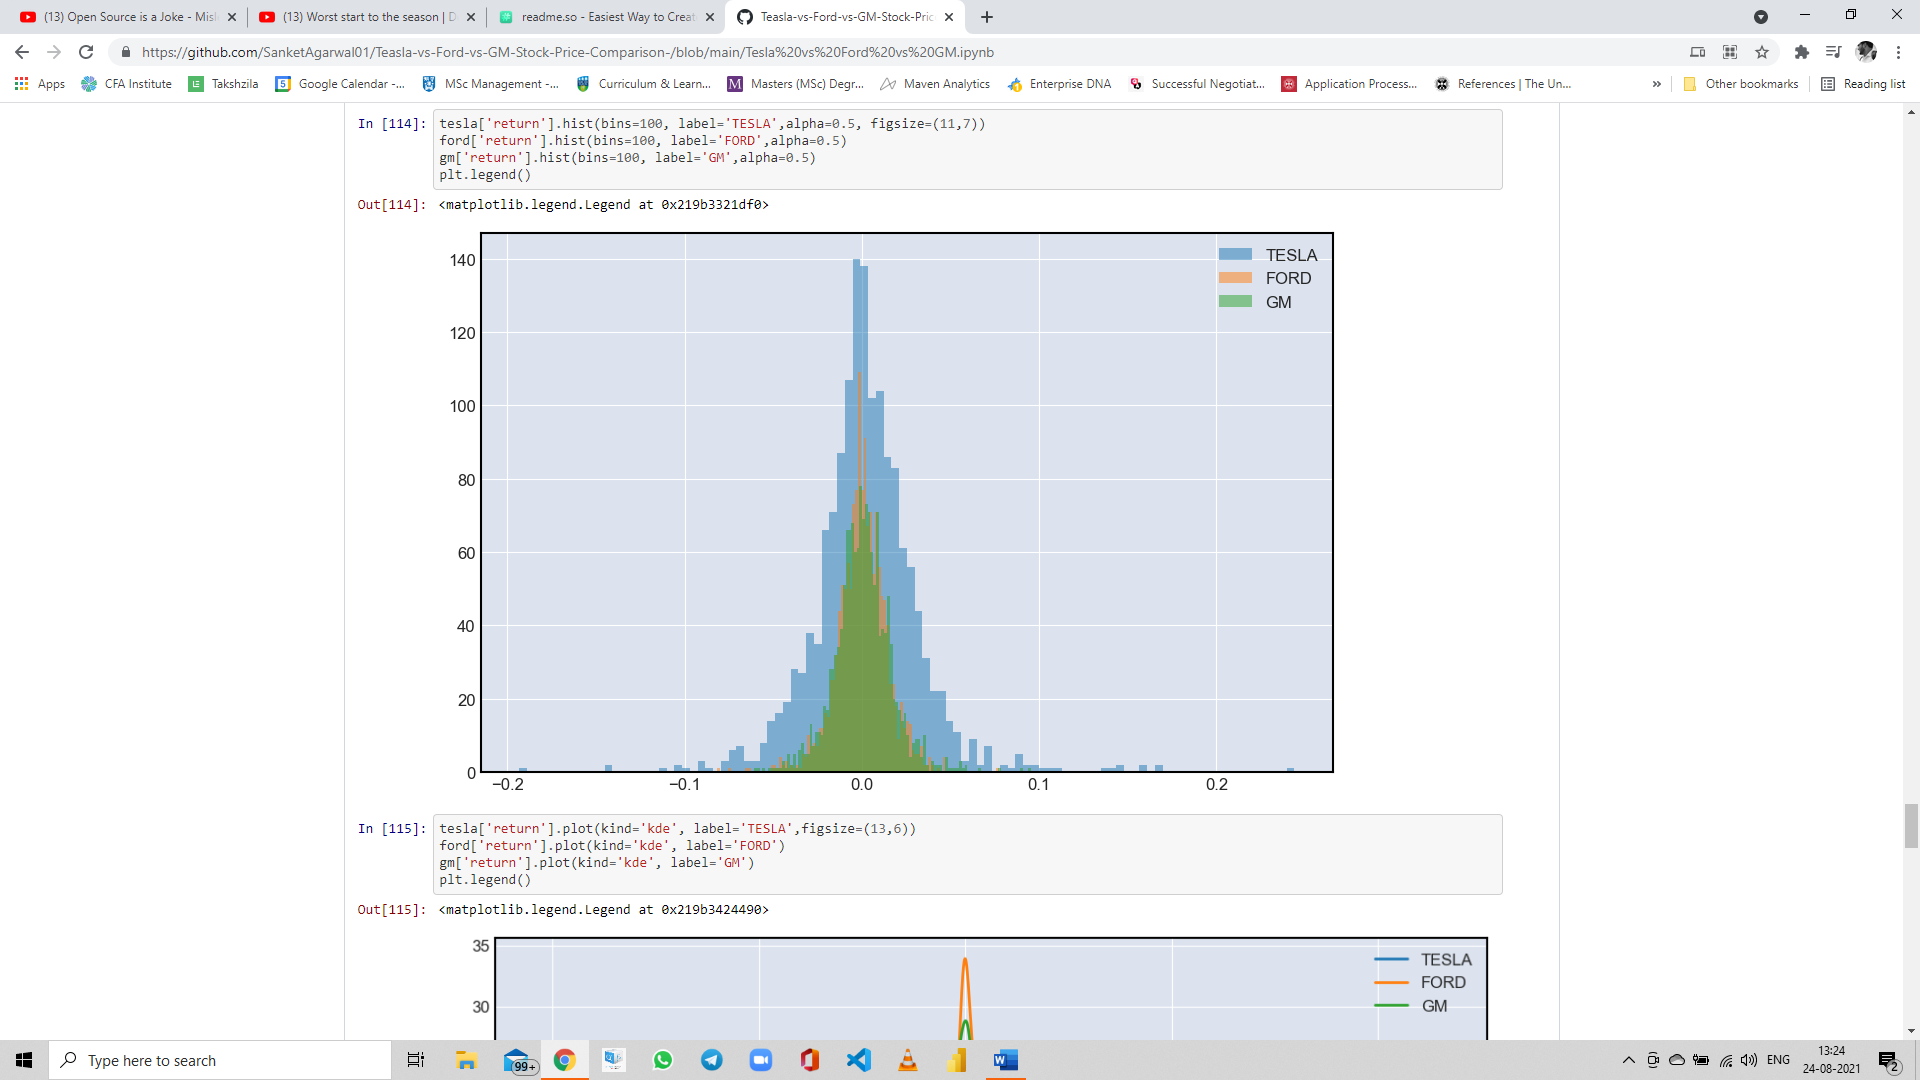 (13) Open Source is a Joke - Misl
(13) Worst start to the season | D
readme.so - Easiest Way to Creat
Teasla-vs-Ford-vs-GM-Stock-Pric
https://github.com/SanketAgarwal01/Teasla-vs-Ford-vs-GM-Stock-Price-Comparison-/blob/main/Tesla%20vs%20Ford%20vs%20GM.ipynb
Apps
CFA Institute
Takshzila
Google Calendar -...
MSc Management -...
Curriculum & Learn...
Masters (MSc) Degr...
Maven Analytics
Enterprise DNA
Successful Negotiat...
Application Process...
References | The Un...
»
Other bookmarks
Reading list
In [114]: tesla['return'].hist(bins=100, label='TESLA',alpha=0.5, figsize=(11,7))
ford['return'].hist(bins=100, label='FORD',alpha=0.5)
gm['return'].hist(bins=100, label='GM',alpha=0.5)
plt.legend()
Out[114]: <matplotlib.legend.Legend at 0x219b3321df0>
TESLA
FORD
GM
140
120
100
80
60
40
20
0
−0.2 −0.1 0.0 0.1 0.2
In [115]: tesla['return'].plot(kind='kde', label='TESLA',figsize=(13,6))
ford['return'].plot(kind='kde', label='FORD')
gm['return'].plot(kind='kde', label='GM')
plt.legend()
Out[115]: <matplotlib.legend.Legend at 0x219b3424490>
35
30
TESLA
FORD
GM
Type here to search
99+
ENG
13:24
24-08-2021
2